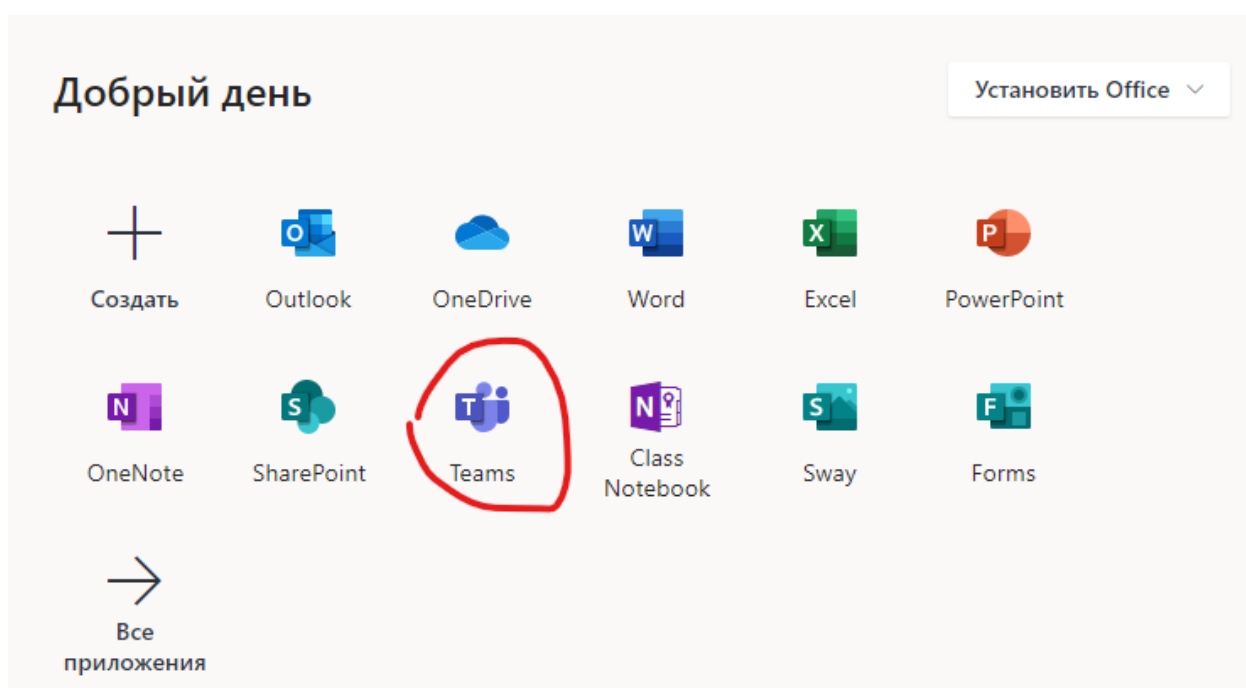 Добрый день
Установить Office
Создать
Outlook
OneDrive
Word
Excel
PowerPoint
OneNote
SharePoint
Teams
Class
Notebook
Sway
Forms
Все
приложения